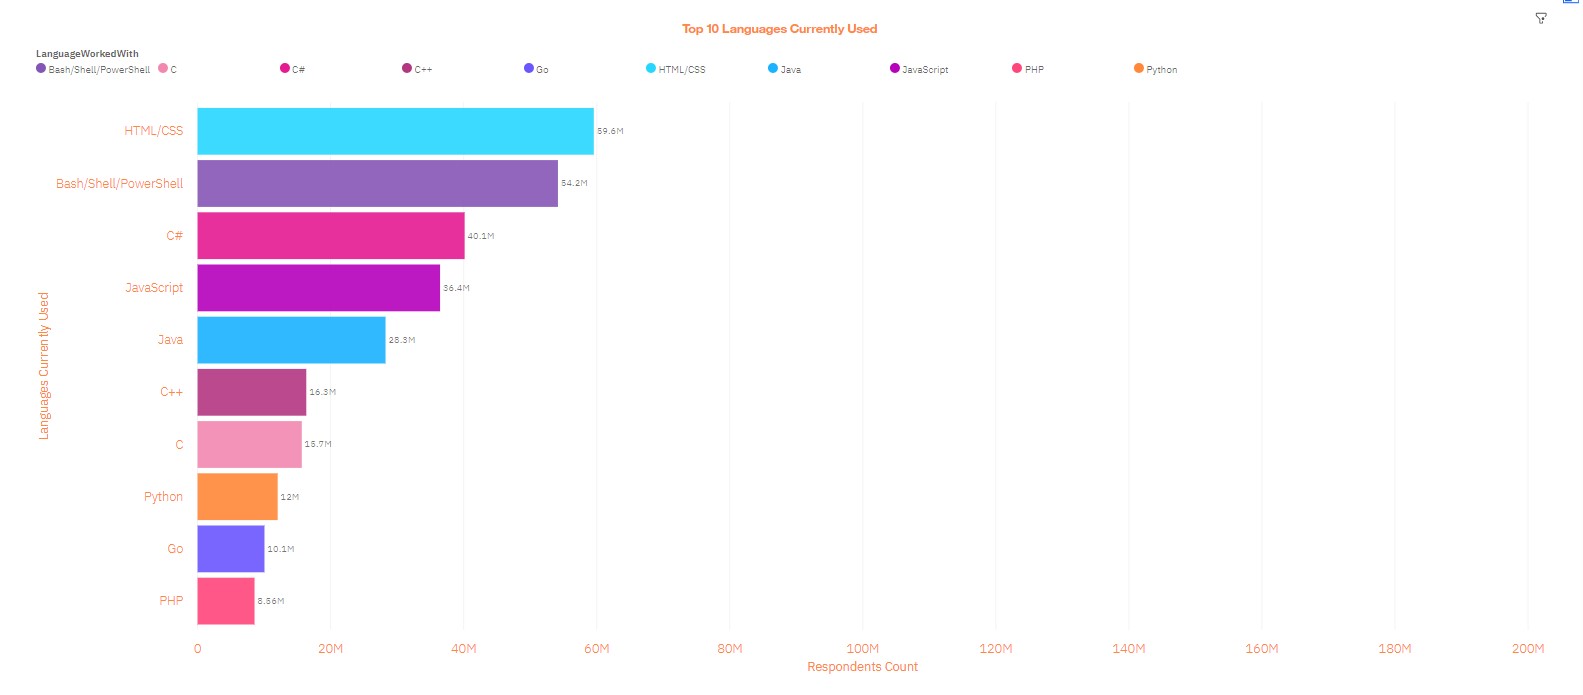 Top 10 Languages Currently Used
LanguageWorkedWith
Bash/Shell/PowerShell C C# C++ Go HTML/CSS Java JavaScript PHP Python
HTML/CSS 59.6M
Bash/Shell/PowerShell 54.2M
C# 40.1M
JavaScript 36.4M
Java 28.3M
C++ 16.3M
C 15.7M
Python 12M
Go 10.1M
PHP 8.56M
Languages Currently Used
0 20M 40M 60M 80M 100M 120M 140M 160M 180M 200M
Respondents Count